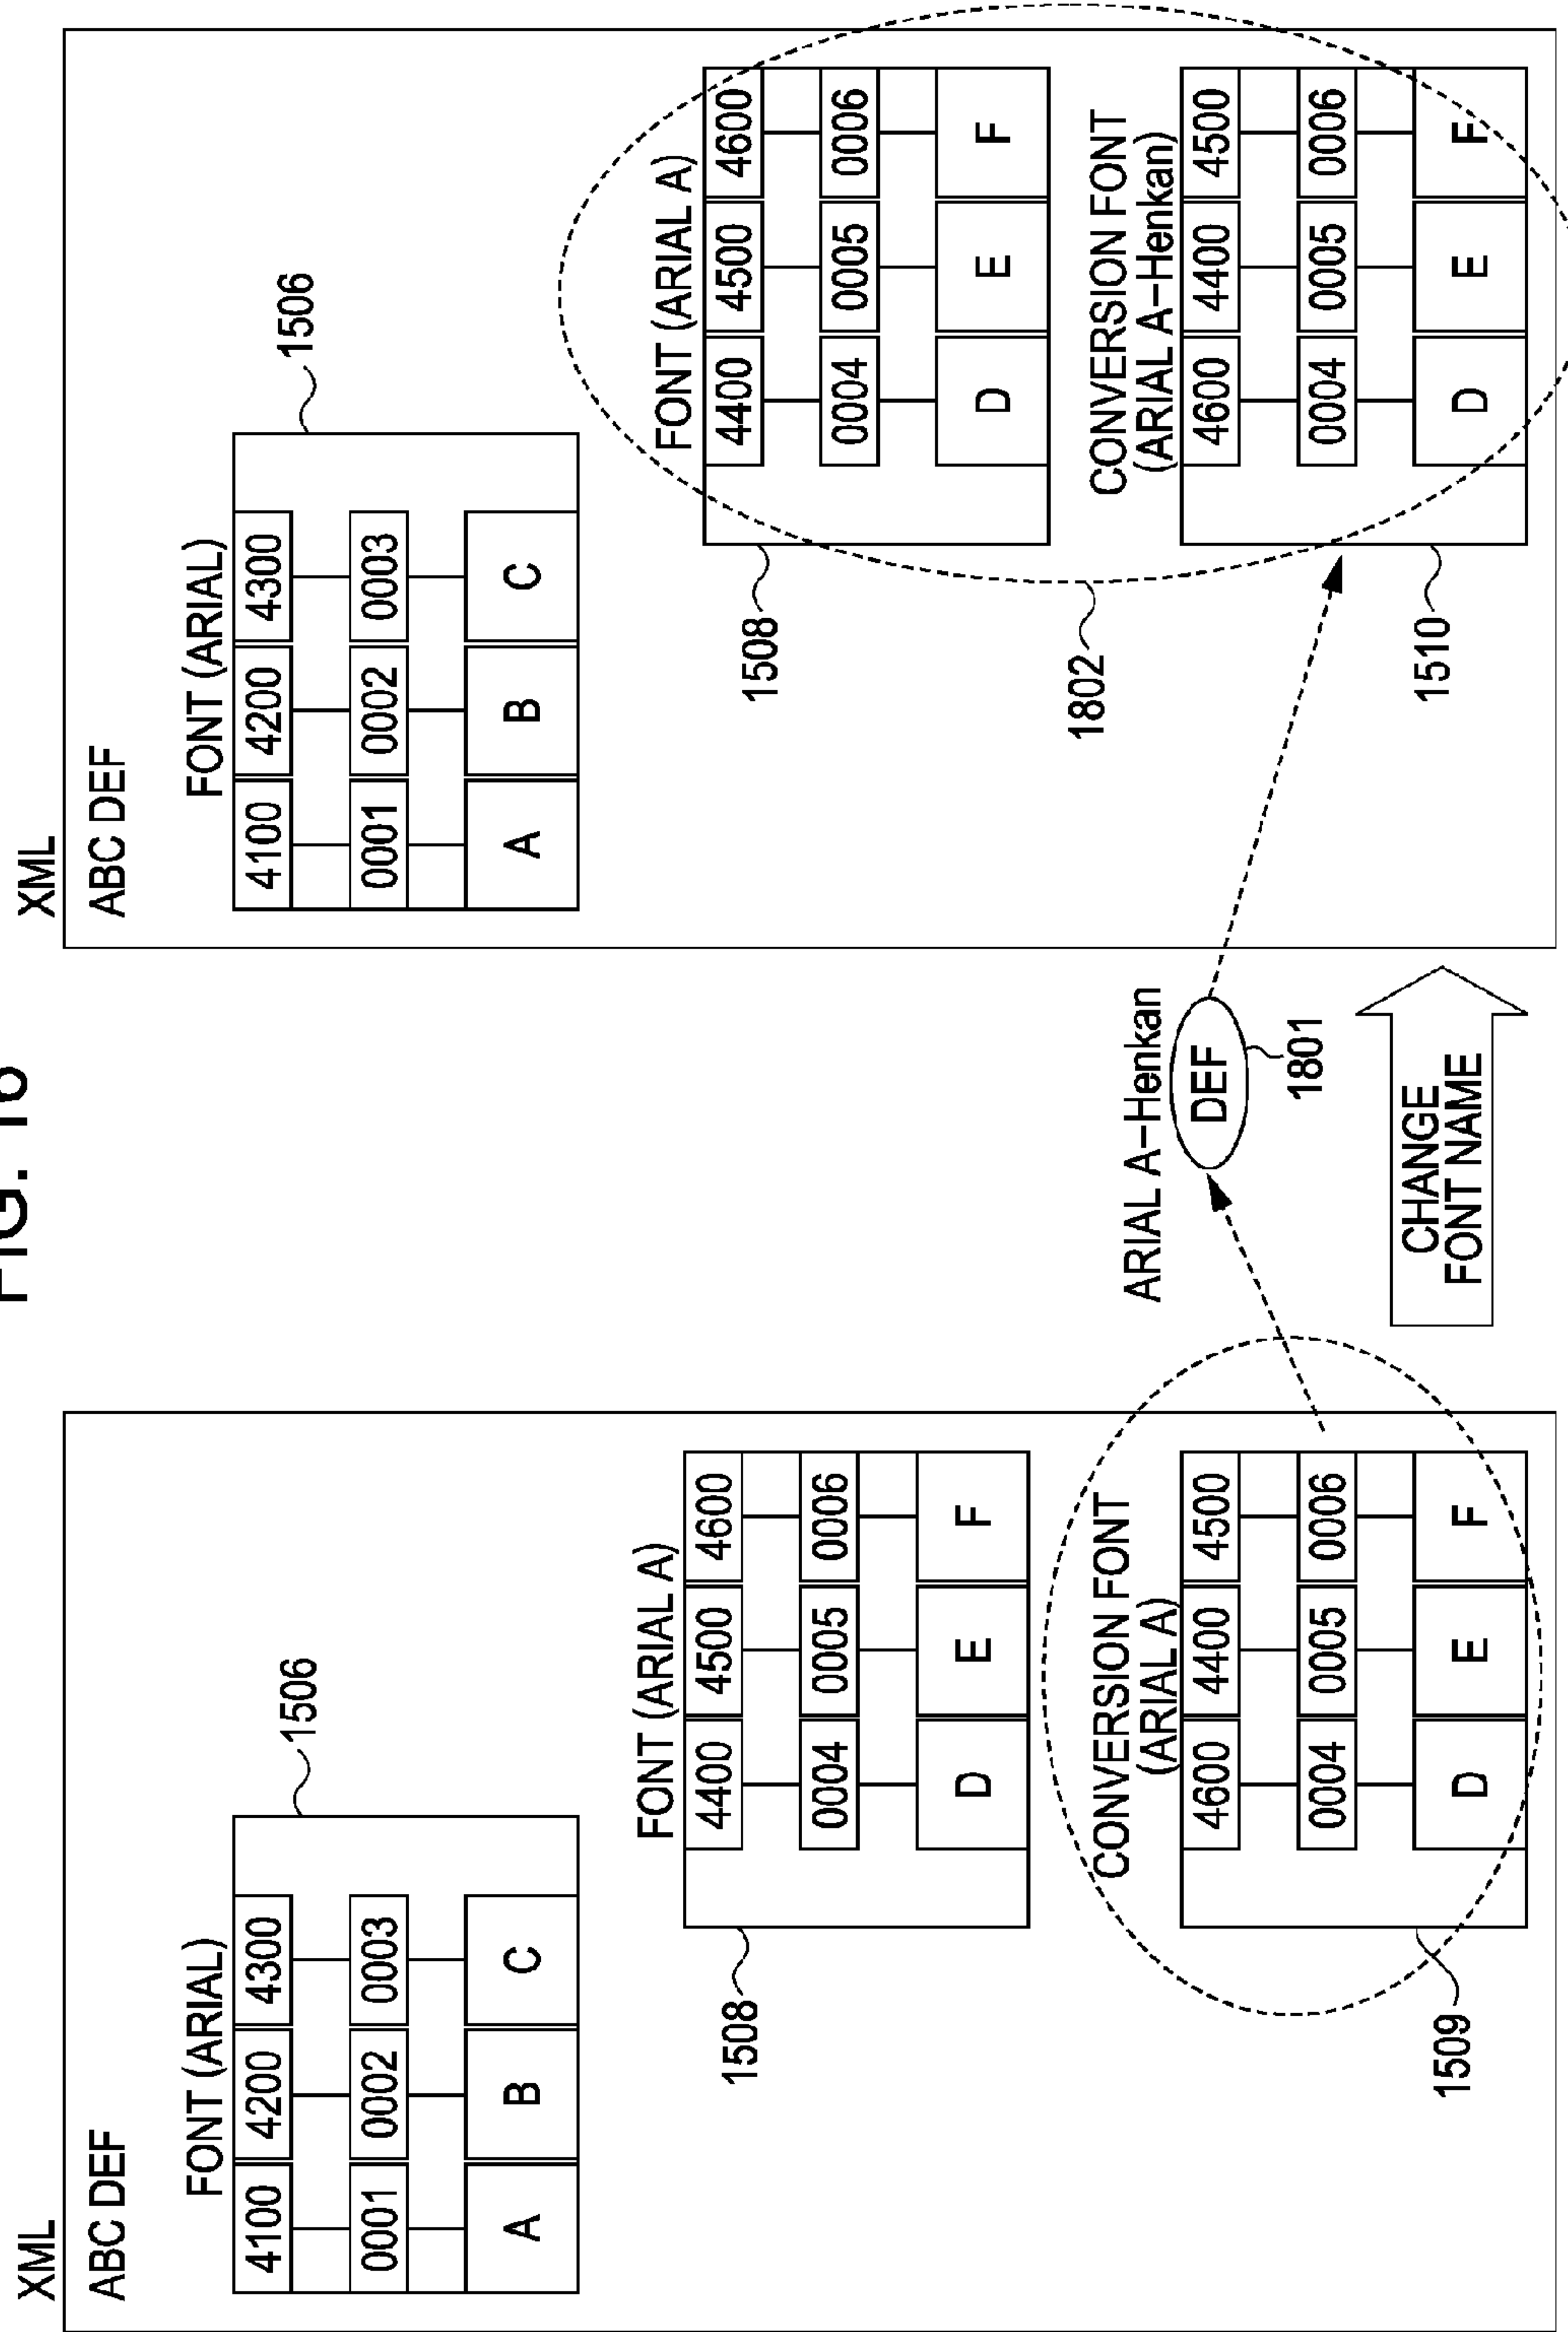 FIG. 18
XML
ABC DEF
FONT (ARIAL)
4100 4200 4300
0001 0002 0003
A B C
1506
FONT (ARIAL A)
4400 4500 4600
0004 0005 0006
D E F
1508
CONVERSION FONT
(ARIAL A)
4600 4400 4500
0004 0005 0006
D E F
1509
ARIAL A-Henkan
DEF
1801
CHANGE
FONT NAME
XML
ABC DEF
FONT (ARIAL)
4100 4200 4300
0001 0002 0003
A B C
1506
FONT (ARIAL A)
4400 4500 4600
0004 0005 0006
D E F
1508
1802
CONVERSION FONT
(ARIAL A-Henkan)
4600 4400 4500
0004 0005 0006
D E F
1510